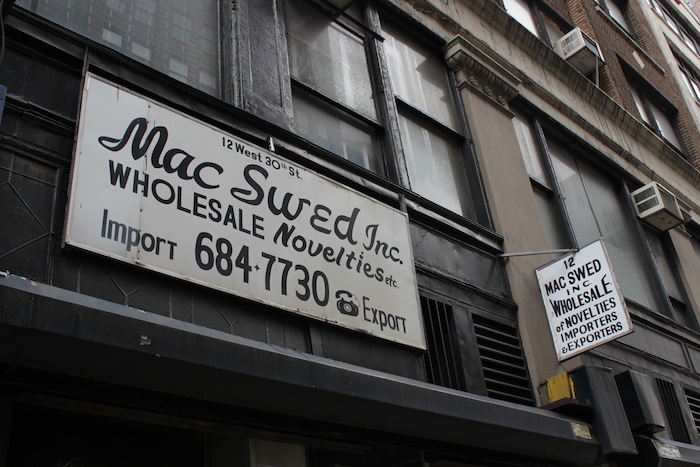 12 West 30th St.
Mac Swed Inc.
WHOLESALE Novelties etc.
Import 684-7730 Export
12
MAC SWED
INC
WHOLESALE
of NOVELTIES
IMPORTERS
& EXPORTERS